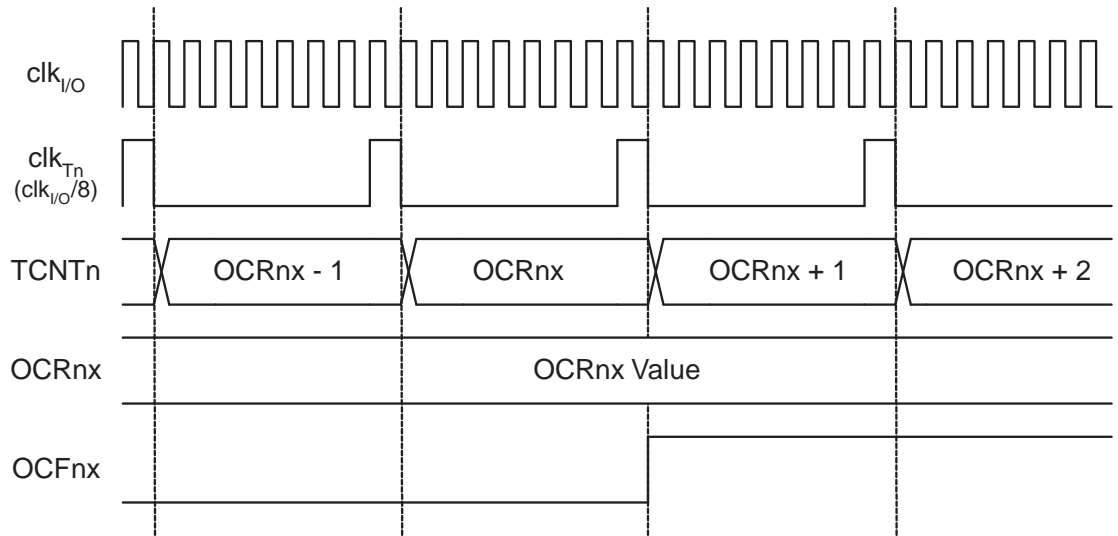 clkI/O
clkTn
(clkI/O/8)
TCNTn
OCRnx - 1
OCRnx
OCRnx + 1
OCRnx + 2
OCRnx
OCRnx Value
OCFnx